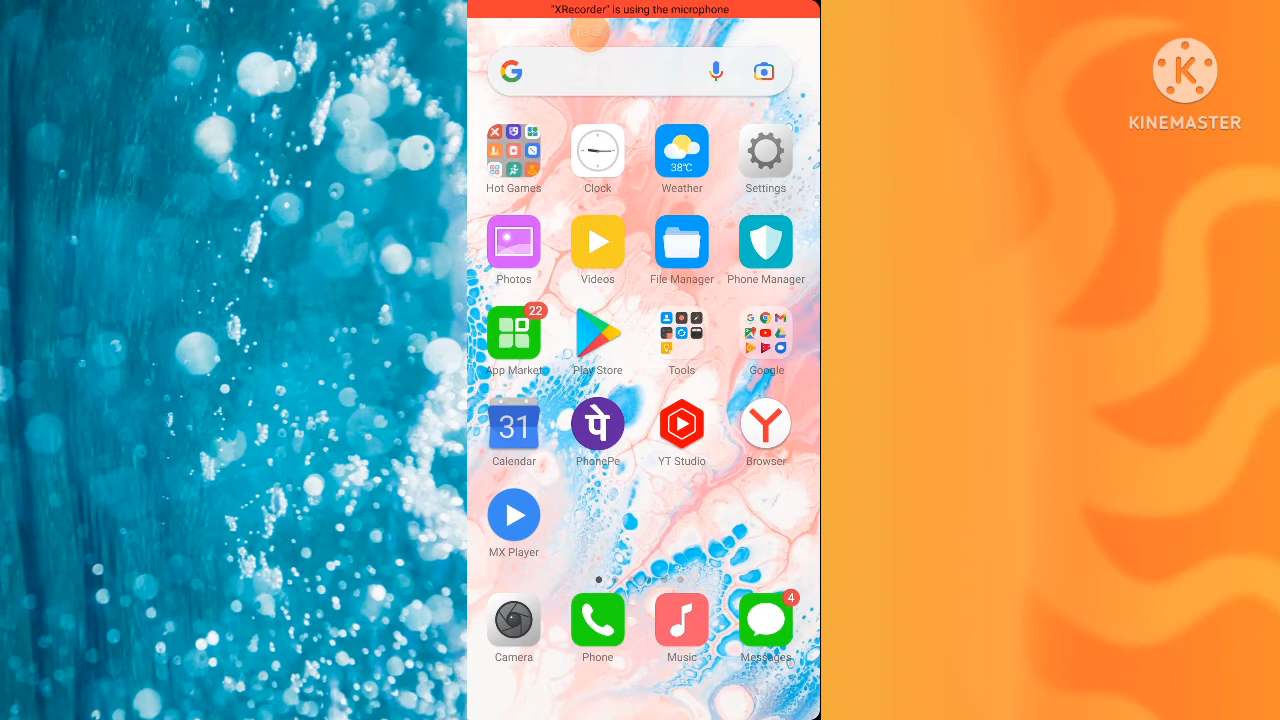 "XRecorder" is using the microphone
KINEMASTER
38°C
Hot Games
Clock
Weather
Settings
Photos
Videos
File Manager
Phone Manager
22
App Market
Play Store
Tools
Google
31
पे
Calendar
PhonePe
YT Studio
Browser
MX Player
4
Camera
Phone
Music
Messages